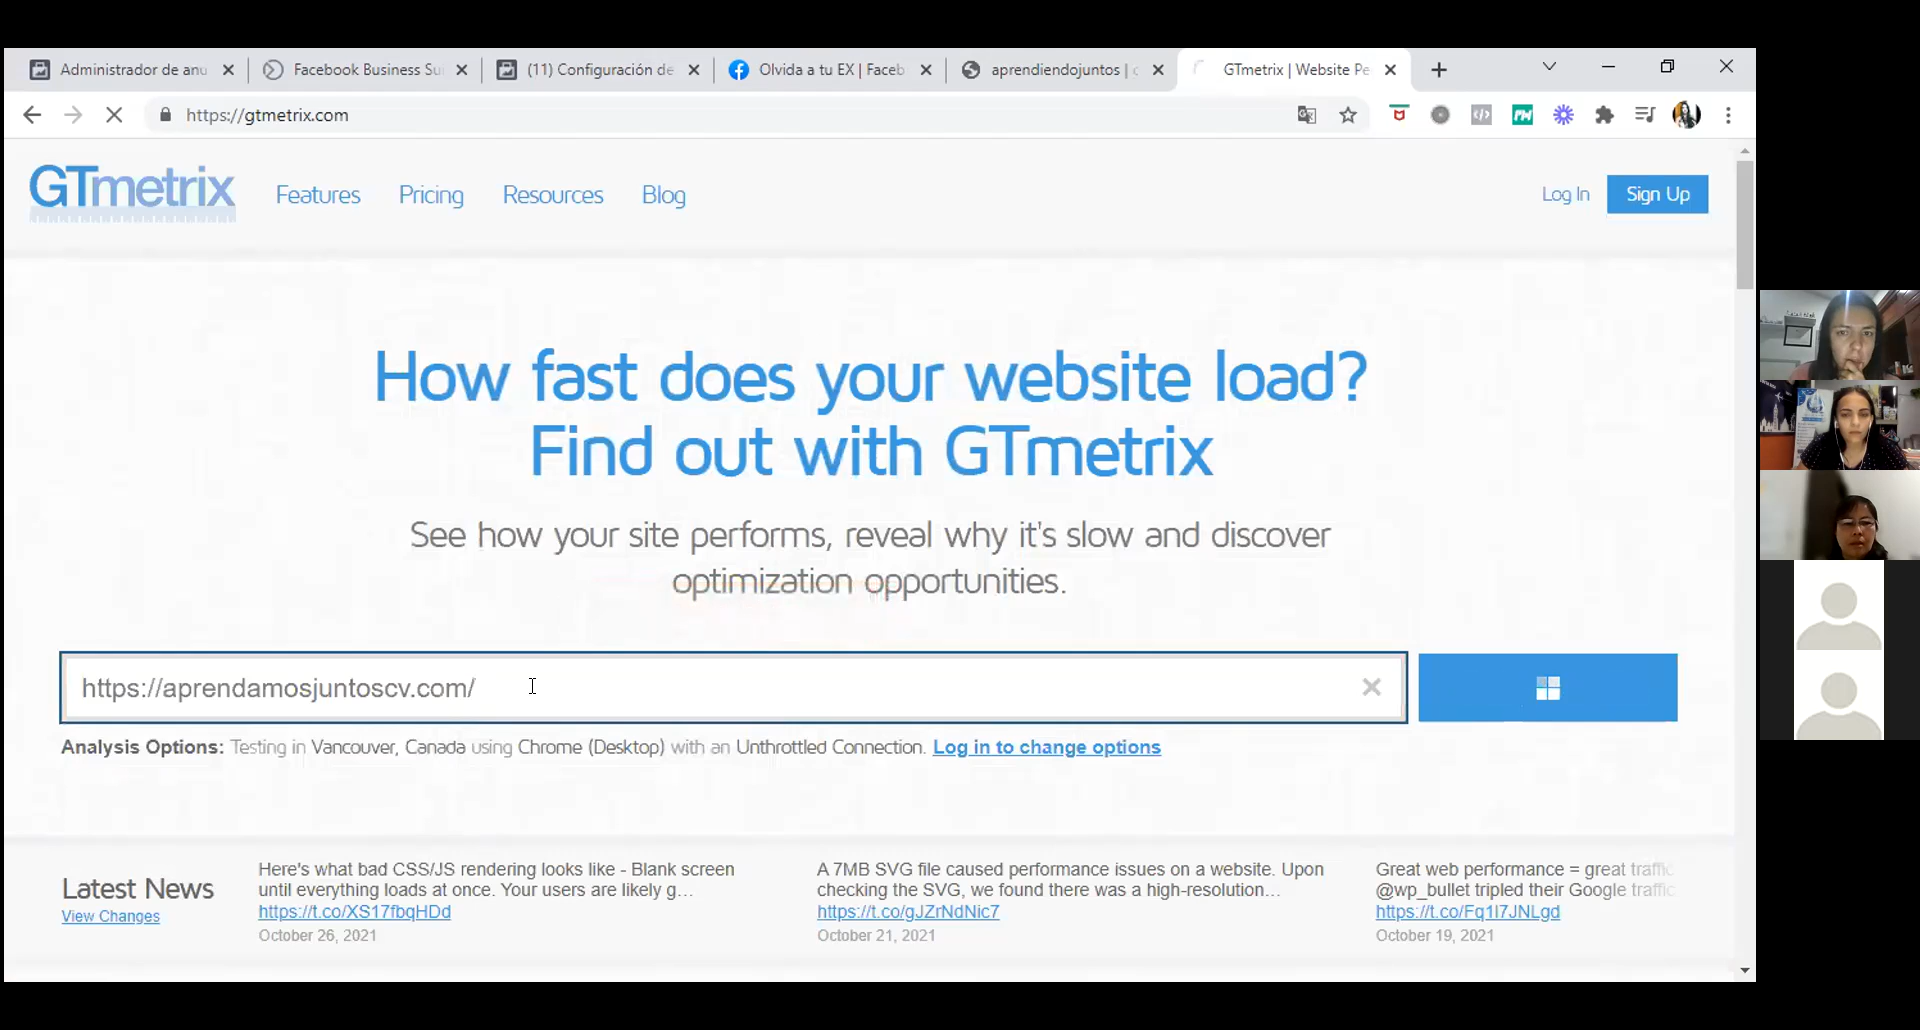 Administrador de anu
Facebook Business Sui
(11) Configuración de
Olvida a tu EX | Faceb
aprendiendojuntos | c
GTmetrix | Website Pe
https://gtmetrix.com
GTmetrix
Features
Pricing
Resources
Blog
Log In
Sign Up
How fast does your website load?
Find out with GTmetrix
See how your site performs, reveal why it's slow and discover
optimization opportunities.
https://aprendamosjuntoscv.com/
Analysis Options: Testing in Vancouver, Canada using Chrome (Desktop) with an Unthrottled Connection. Log in to change options
Latest News
View Changes
Here's what bad CSS/JS rendering looks like - Blank screen
until everything loads at once. Your users are likely g...
https://t.co/XS17fbqHDd
October 26, 2021
A 7MB SVG file caused performance issues on a website. Upon
checking the SVG, we found there was a high-resolution...
https://t.co/gJZrNdNic7
October 21, 2021
Great web performance = great traffic
@wp_bullet tripled their Google traffic
https://t.co/Fq1l7JNLgd
October 19, 2021